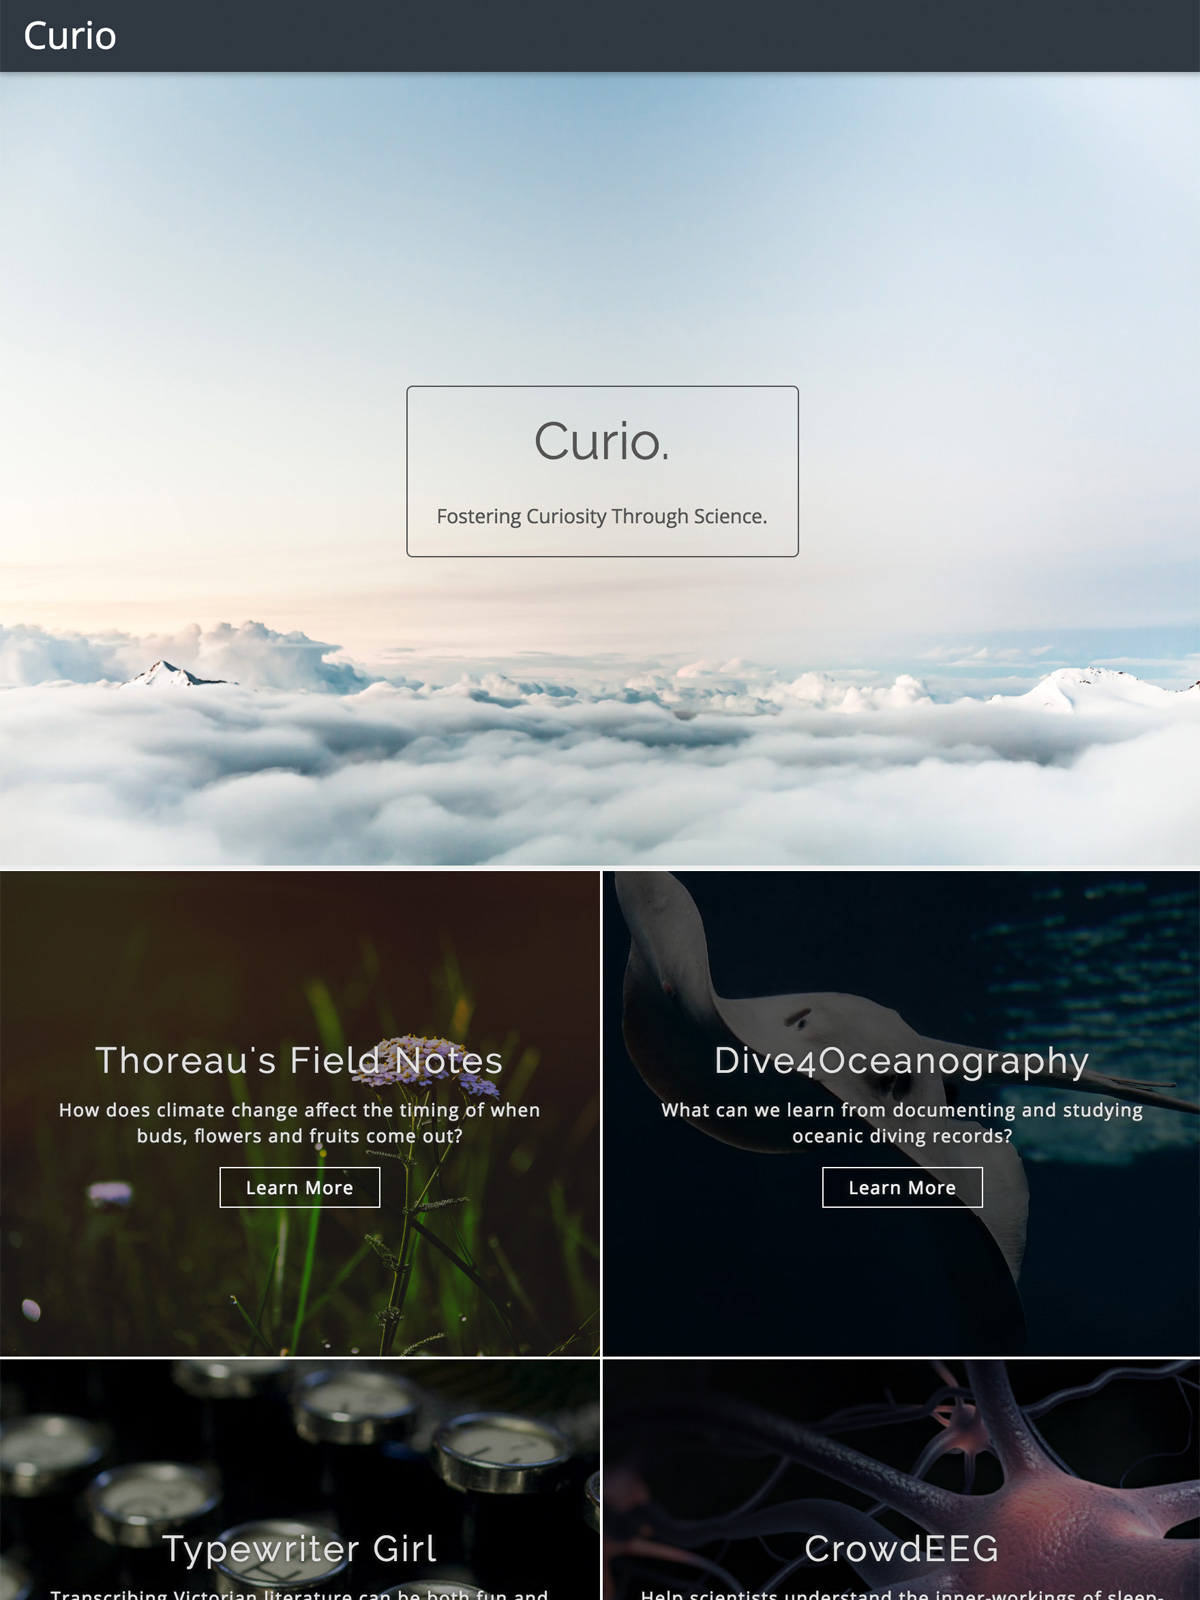 Curio
Curio.
Fostering Curiosity Through Science.
Thoreau's Field Notes
How does climate change affect the timing of when
buds, flowers and fruits come out?
Learn More
Dive4Oceanography
What can we learn from documenting and studying
oceanic diving records?
Learn More
Typewriter Girl
Transcribing Victorian literature can be both fun and
CrowdEEG
Help scientists understand the inner-workings of sleep-